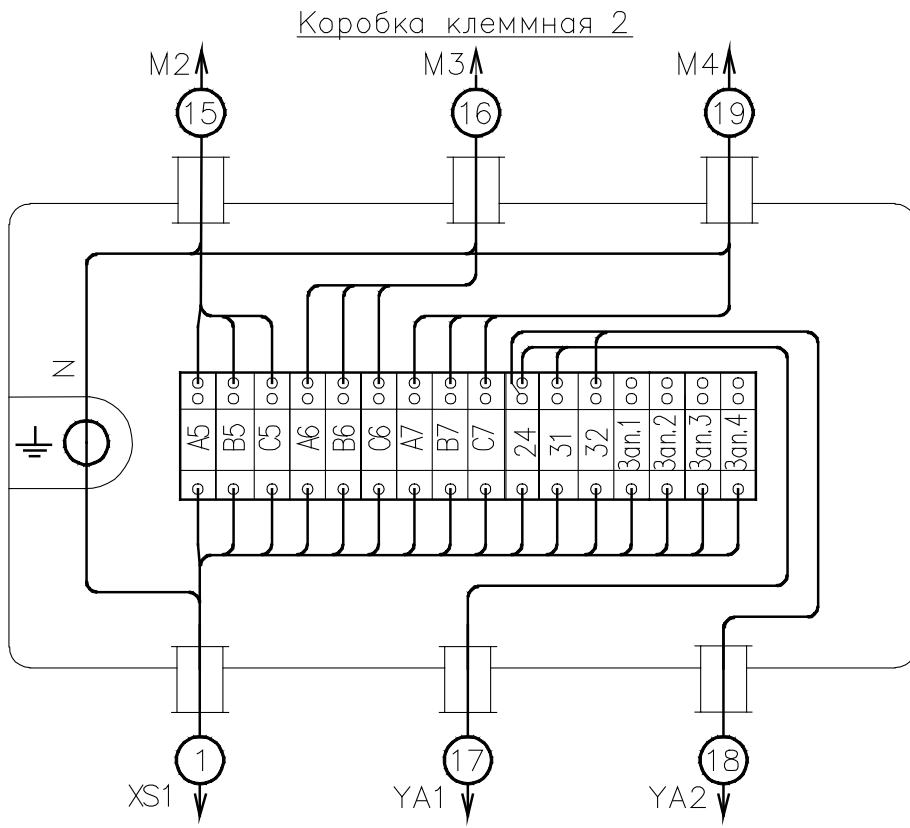 Коробка клеммная 2
M2
M3
M4
15
16
19
N
A5
B5
C5
A6
B6
C6
A7
B7
C7
24
31
32
Зап.1
Зап.2
Зап.3
Зап.4
1
17
18
XS1
YA1
YA2